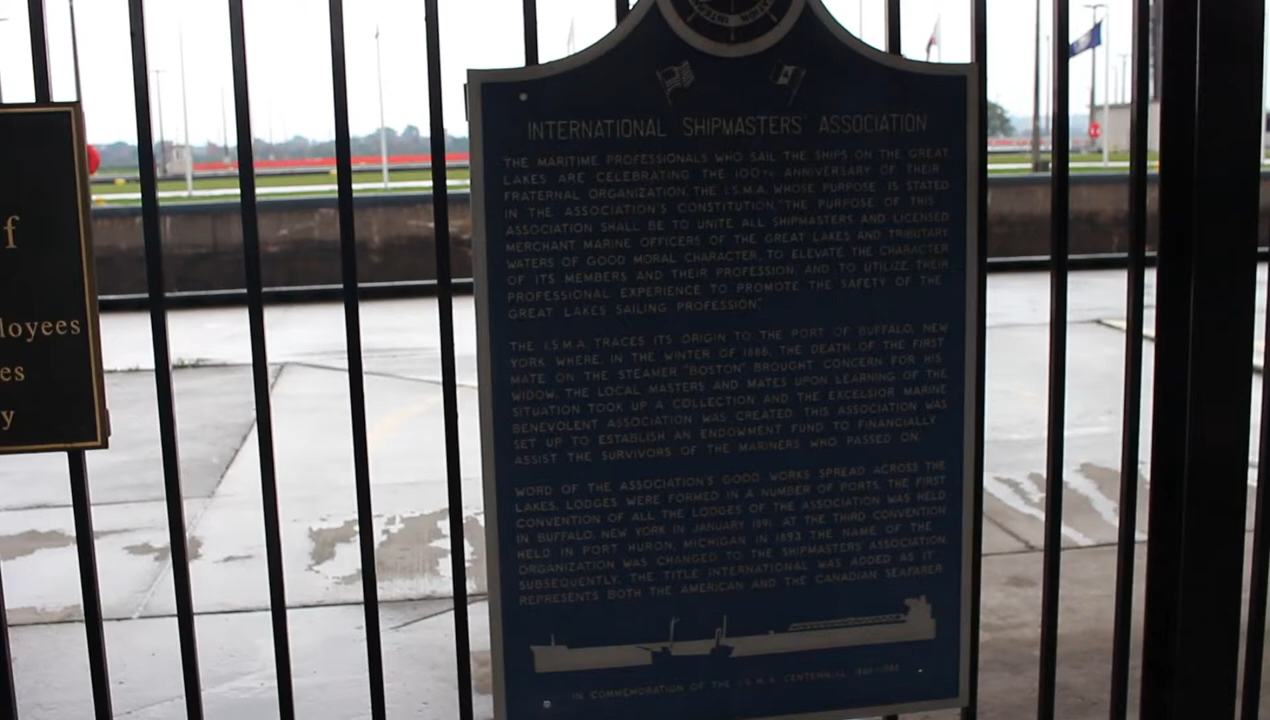 INTERNATIONAL SHIPMASTERS' ASSOCIATION
THE MARITIME PROFESSIONALS WHO SAIL THE SHIPS ON THE GREAT
LAKES ARE CELEBRATING THE 100TH ANNIVERSARY OF THEIR
FRATERNAL ORGANIZATION, THE I.S.M.A. WHOSE PURPOSE IS STATED
IN THE ASSOCIATION'S CONSTITUTION "THE PURPOSE OF THIS
ASSOCIATION SHALL BE TO UNITE ALL SHIPMASTERS AND LICENSED
MERCHANT MARINE OFFICERS OF THE GREAT LAKES AND TRIBUTARY
WATERS OF GOOD MORAL CHARACTER, TO ELEVATE THE CHARACTER
OF ITS MEMBERS AND THEIR PROFESSION, AND TO UTILIZE THEIR
PROFESSIONAL EXPERIENCE TO PROMOTE THE SAFETY OF THE
GREAT LAKES SAILING PROFESSION."
THE I.S.M.A. TRACES ITS ORIGIN TO THE PORT OF BUFFALO, NEW
YORK WHERE, IN THE WINTER OF 1886, THE DEATH OF THE FIRST
MATE ON THE STEAMER "BOSTON" BROUGHT CONCERN FOR HIS
WIDOW. THE LOCAL MASTERS AND MATES UPON LEARNING OF THE
SITUATION TOOK UP A COLLECTION AND THE EXCELSIOR MARINE
BENEVOLENT ASSOCIATION WAS CREATED. THIS ASSOCIATION WAS
SET UP TO ESTABLISH AN ENDOWMENT FUND TO FINANCIALLY
ASSIST THE SURVIVORS OF THE MARINERS WHO PASSED ON.
WORD OF THE ASSOCIATION'S GOOD WORKS SPREAD ACROSS THE
LAKES. LODGES WERE FORMED IN A NUMBER OF PORTS. THE FIRST
CONVENTION OF ALL THE LODGES OF THE ASSOCIATION WAS HELD
IN BUFFALO, NEW YORK IN JANUARY 1891. AT THE THIRD CONVENTION
HELD IN PORT HURON, MICHIGAN IN 1893 THE NAME OF THE
ORGANIZATION WAS CHANGED TO THE SHIPMASTERS' ASSOCIATION.
SUBSEQUENTLY, THE TITLE INTERNATIONAL WAS ADDED AS IT
REPRESENTS BOTH THE AMERICAN AND THE CANADIAN SEAFARER
IN COMMEMORATION OF THE I.S.M.A. CENTENNIAL 1886-1986
f
loyees
es
y